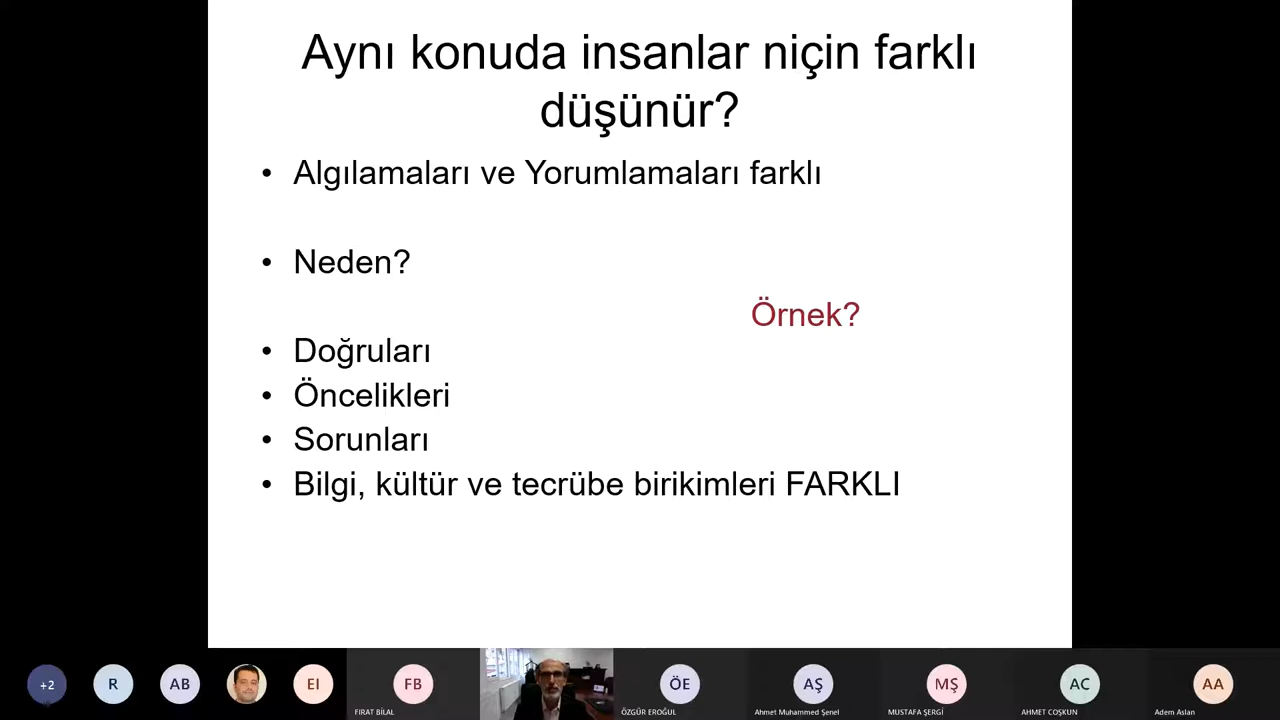 Aynı konuda insanlar niçin farklı
düşünür?
• Algılamaları ve Yorumlamaları farklı
• Neden?
Örnek?
• Doğruları
• Öncelikleri
• Sorunları
• Bilgi, kültür ve tecrübe birikimleri FARKLI
+2
R
AB
EI
FB
ÖE
AŞ
MŞ
AC
AA
FIRAT BİLAL
ÖZGÜR EROĞUL
Ahmet Muhammed Şenel
MUSTAFA ŞERGİ
AHMET COŞKUN
Adem Aslan